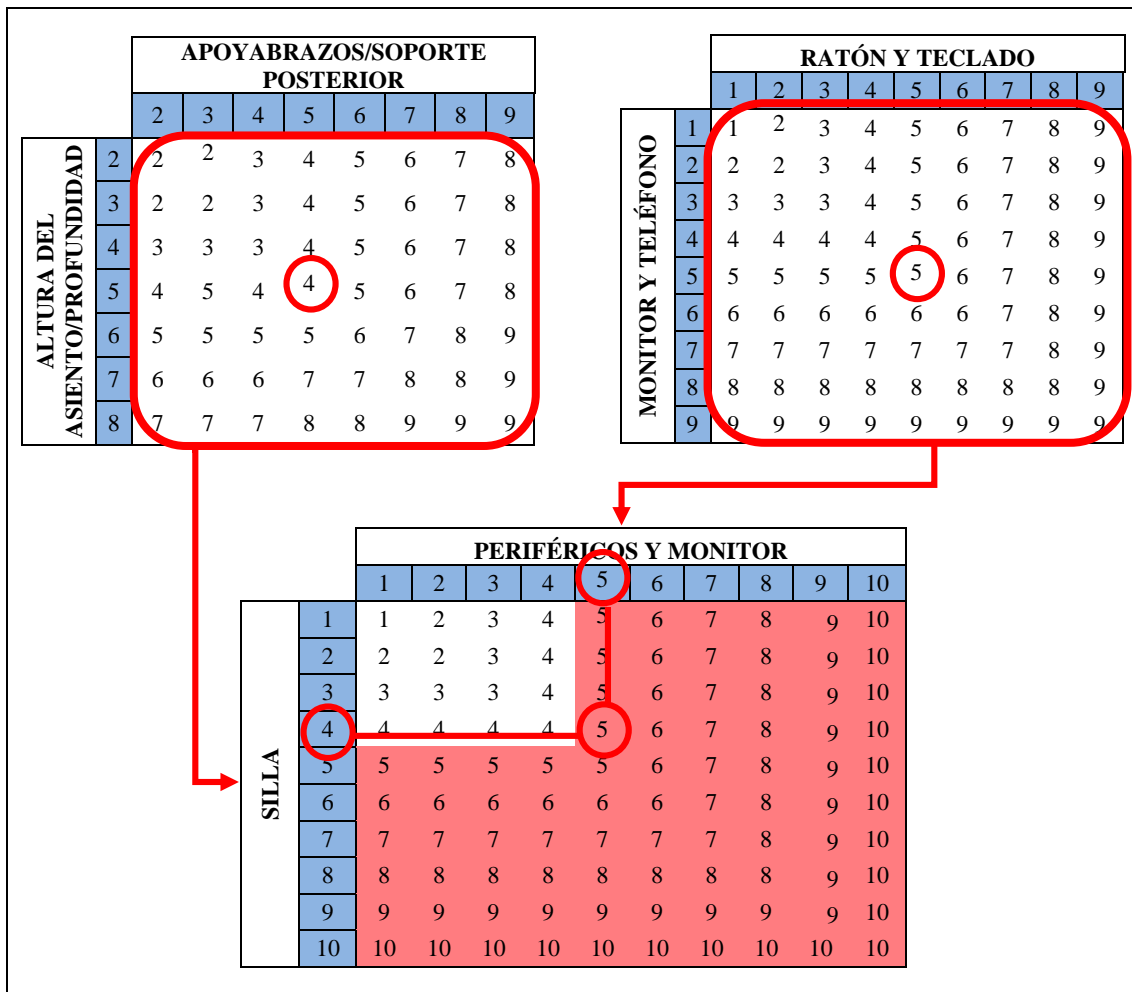 APOYABRAZOS/SOPORTE
POSTERIOR
2 3 4 5 6 7 8 9
ALTURA DEL
ASIENTO/PROFUNDIDAD
2 2 2 3 4 5 6 7 8
3 2 2 3 4 5 6 7 8
4 3 3 3 4 5 6 7 8
5 4 5 4 4 5 6 7 8
6 5 5 5 5 6 7 8 9
7 6 6 6 7 7 8 8 9
8 7 7 7 8 8 9 9 9
RATÓN Y TECLADO
1 2 3 4 5 6 7 8 9
MONITOR Y TELÉFONO
1 1 2 3 4 5 6 7 8 9
2 2 2 3 4 5 6 7 8 9
3 3 3 3 4 5 6 7 8 9
4 4 4 4 4 5 6 7 8 9
5 5 5 5 5 5 6 7 8 9
6 6 6 6 6 6 6 7 8 9
7 7 7 7 7 7 7 7 8 9
8 8 8 8 8 8 8 8 8 9
9 9 9 9 9 9 9 9 9 9
PERIFÉRICOS Y MONITOR
1 2 3 4 5 6 7 8 9 10
SILLA
1 1 2 3 4 5 6 7 8 9 10
2 2 2 3 4 5 6 7 8 9 10
3 3 3 3 4 5 6 7 8 9 10
4 4 4 4 4 5 6 7 8 9 10
5 5 5 5 5 5 6 7 8 9 10
6 6 6 6 6 6 6 7 8 9 10
7 7 7 7 7 7 7 7 8 9 10
8 8 8 8 8 8 8 8 8 9 10
9 9 9 9 9 9 9 9 9 9 10
10 10 10 10 10 10 10 10 10 10 10